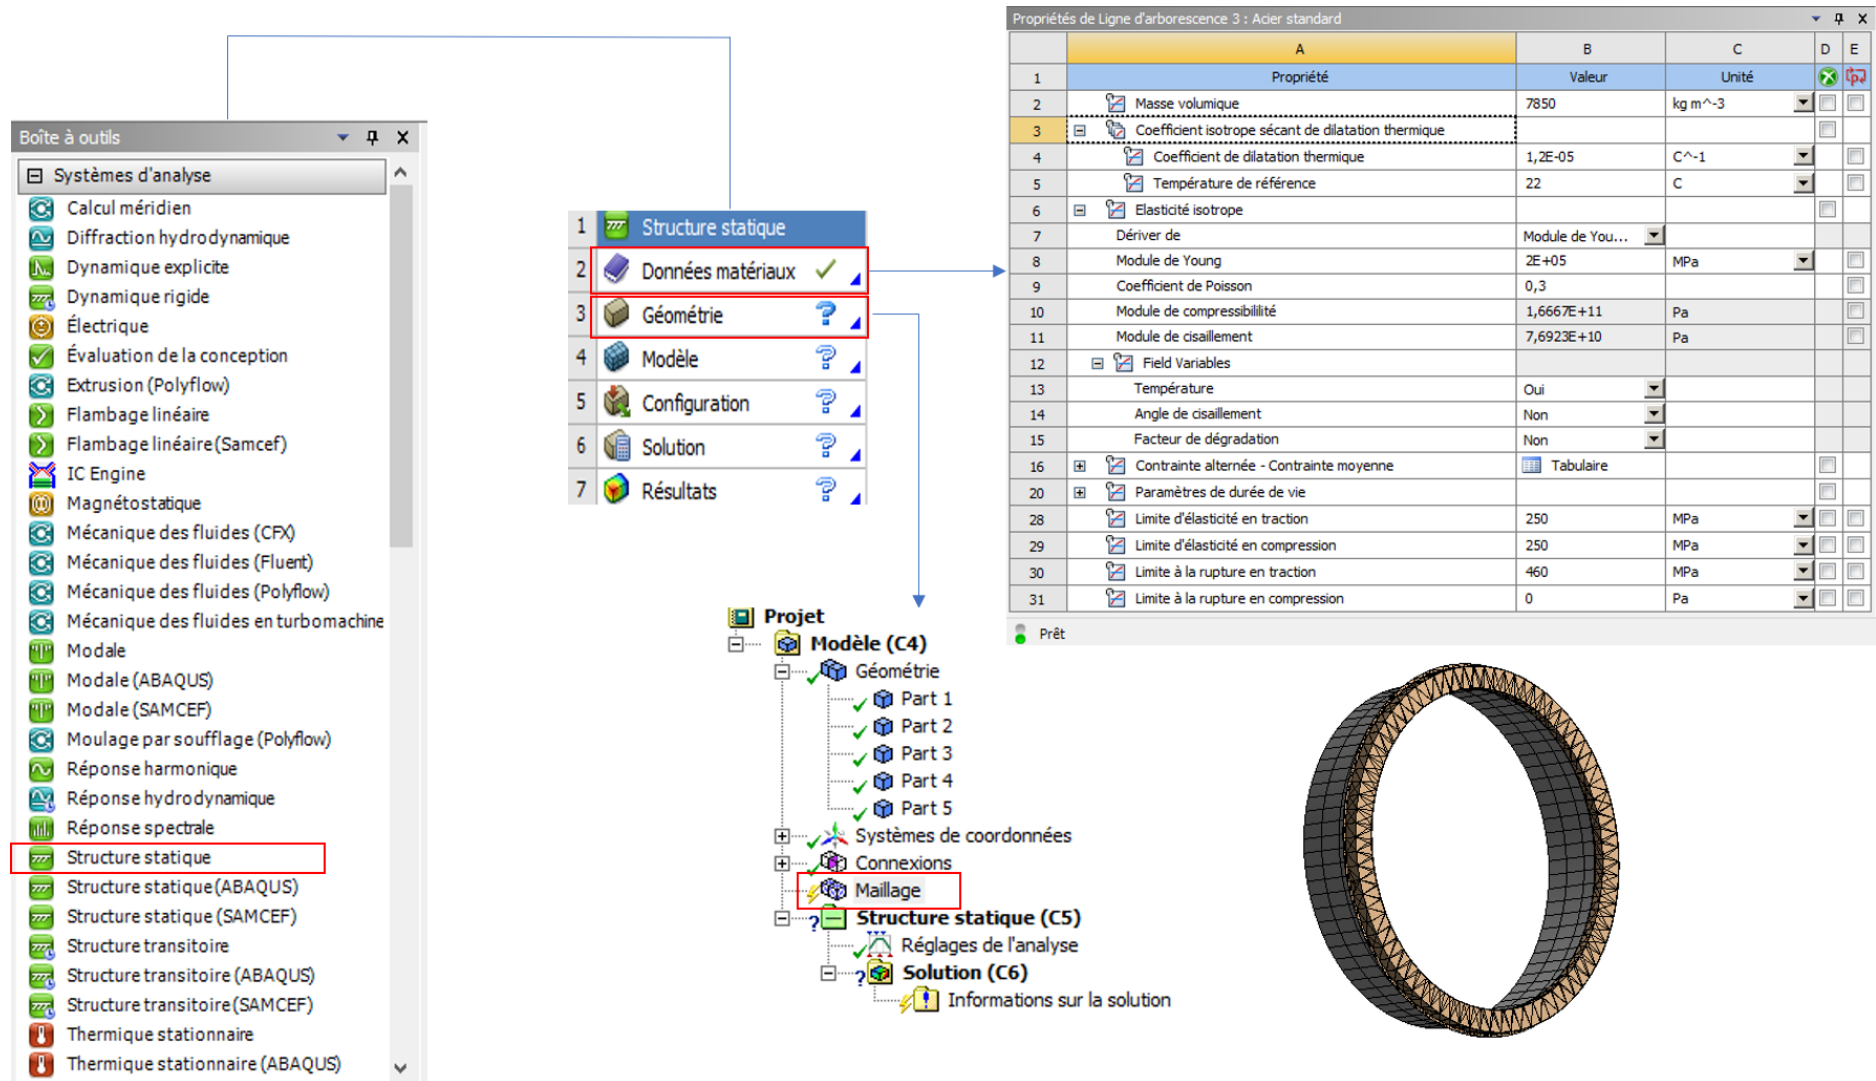 Boîte à outils
Systèmes d'analyse
Calcul méridien
Diffraction hydrodynamique
Dynamique explicite
Dynamique rigide
Électrique
Évaluation de la conception
Extrusion (Polyflow)
Flambage linéaire
Flambage linéaire (Samcef)
IC Engine
Magnétostatique
Mécanique des fluides (CFX)
Mécanique des fluides (Fluent)
Mécanique des fluides (Polyflow)
Mécanique des fluides en turbomachine
Modale
Modale (ABAQUS)
Modale (SAMCEF)
Moulage par soufflage (Polyflow)
Réponse harmonique
Réponse hydrodynamique
Réponse spectrale
Structure statique
Structure statique (ABAQUS)
Structure statique (SAMCEF)
Structure transitoire
Structure transitoire (ABAQUS)
Structure transitoire (SAMCEF)
Thermique stationnaire
Thermique stationnaire (ABAQUS)
1 Structure statique
2 Données matériaux
3 Géométrie
4 Modèle
5 Configuration
6 Solution
7 Résultats
Projet
Modèle (C4)
Géométrie
Part 1
Part 2
Part 3
Part 4
Part 5
Systèmes de coordonnées
Connexions
Maillage
Structure statique (C5)
Réglages de l'analyse
Solution (C6)
Informations sur la solution
Propriétés de Ligne d'arborescence 3 : Acier standard
A B C D E
1 Propriété Valeur Unité
2 Masse volumique 7850 kg m^-3
3 Coefficient isotrope sécant de dilatation thermique
4 Coefficient de dilatation thermique 1,2E-05 C^-1
5 Température de référence 22 C
6 Elasticité isotrope
7 Dériver de Module de You...
8 Module de Young 2E+05 MPa
9 Coefficient de Poisson 0,3
10 Module de compressibililité 1,6667E+11 Pa
11 Module de cisaillement 7,6923E+10 Pa
12 Field Variables
13 Température Oui
14 Angle de cisaillement Non
15 Facteur de dégradation Non
16 Contrainte alternée - Contrainte moyenne Tabulaire
20 Paramètres de durée de vie
28 Limite d'élasticité en traction 250 MPa
29 Limite d'élasticité en compression 250 MPa
30 Limite à la rupture en traction 460 MPa
31 Limite à la rupture en compression 0 Pa
Prêt